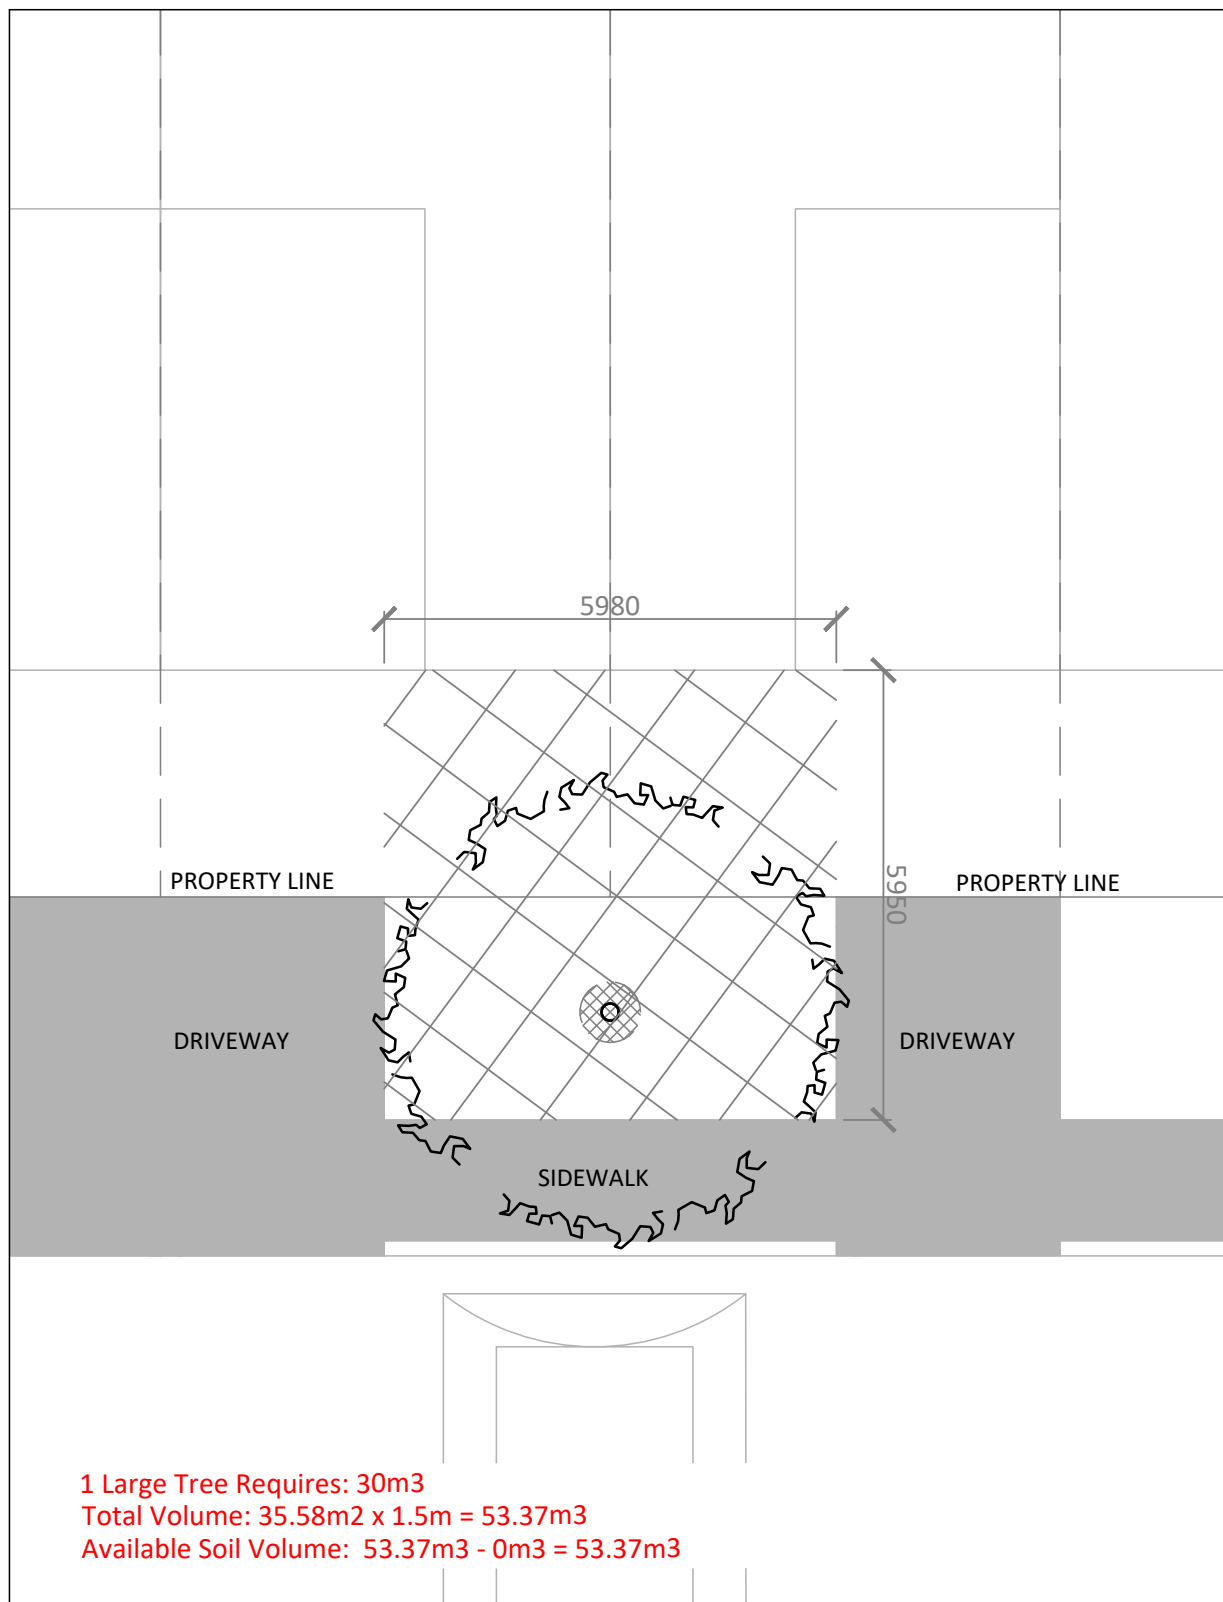 5980
5950
PROPERTY LINE
PROPERTY LINE
DRIVEWAY
DRIVEWAY
SIDEWALK
1 Large Tree Requires: 30m3
Total Volume: 35.58m2 x 1.5m = 53.37m3
Available Soil Volume:  53.37m3 - 0m3 = 53.37m3